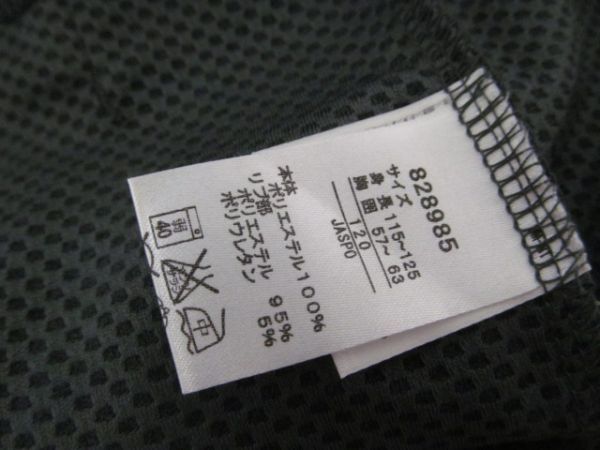 828985
サイズ
身長 115~125
胸囲 57~ 63
120
JASPO
本体
ポリエステル100%
リブ部
ポリエステル 95%
ポリウレタン 5%
弱
40
中